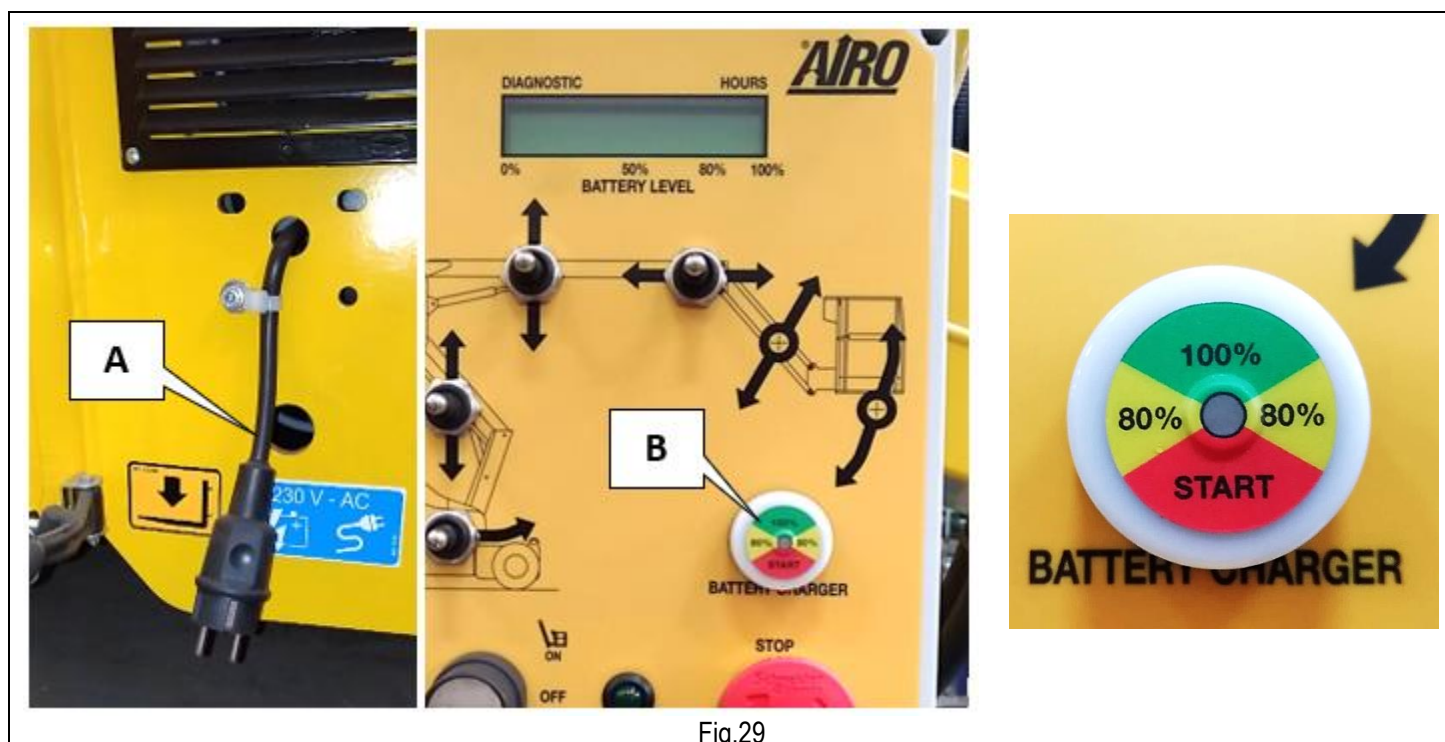 A
230 V - AC
AIRO
DIAGNOSTIC HOURS
0% 50% 80% 100%
BATTERY LEVEL
B
100%
80% 80%
START
BATTERY CHARGER
ON
OFF
STOP
100%
80% 80%
START
BATTERY CHARGER
Fig.29